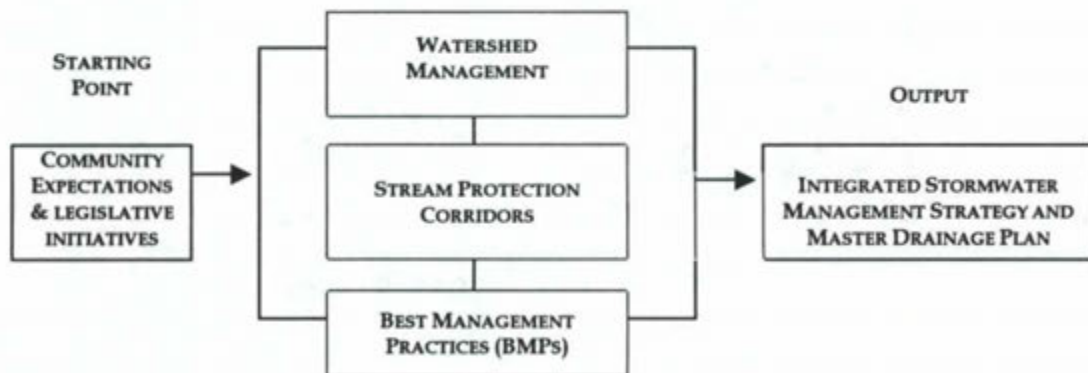 STARTING
POINT
COMMUNITY
EXPECTATIONS
& LEGISLATIVE
INITIATIVES
WATERSHED
MANAGEMENT
STREAM PROTECTION
CORRIDORS
BEST MANAGEMENT
PRACTICES (BMPs)
OUTPUT
INTEGRATED STORMWATER
MANAGEMENT STRATEGY AND
MASTER DRAINAGE PLAN